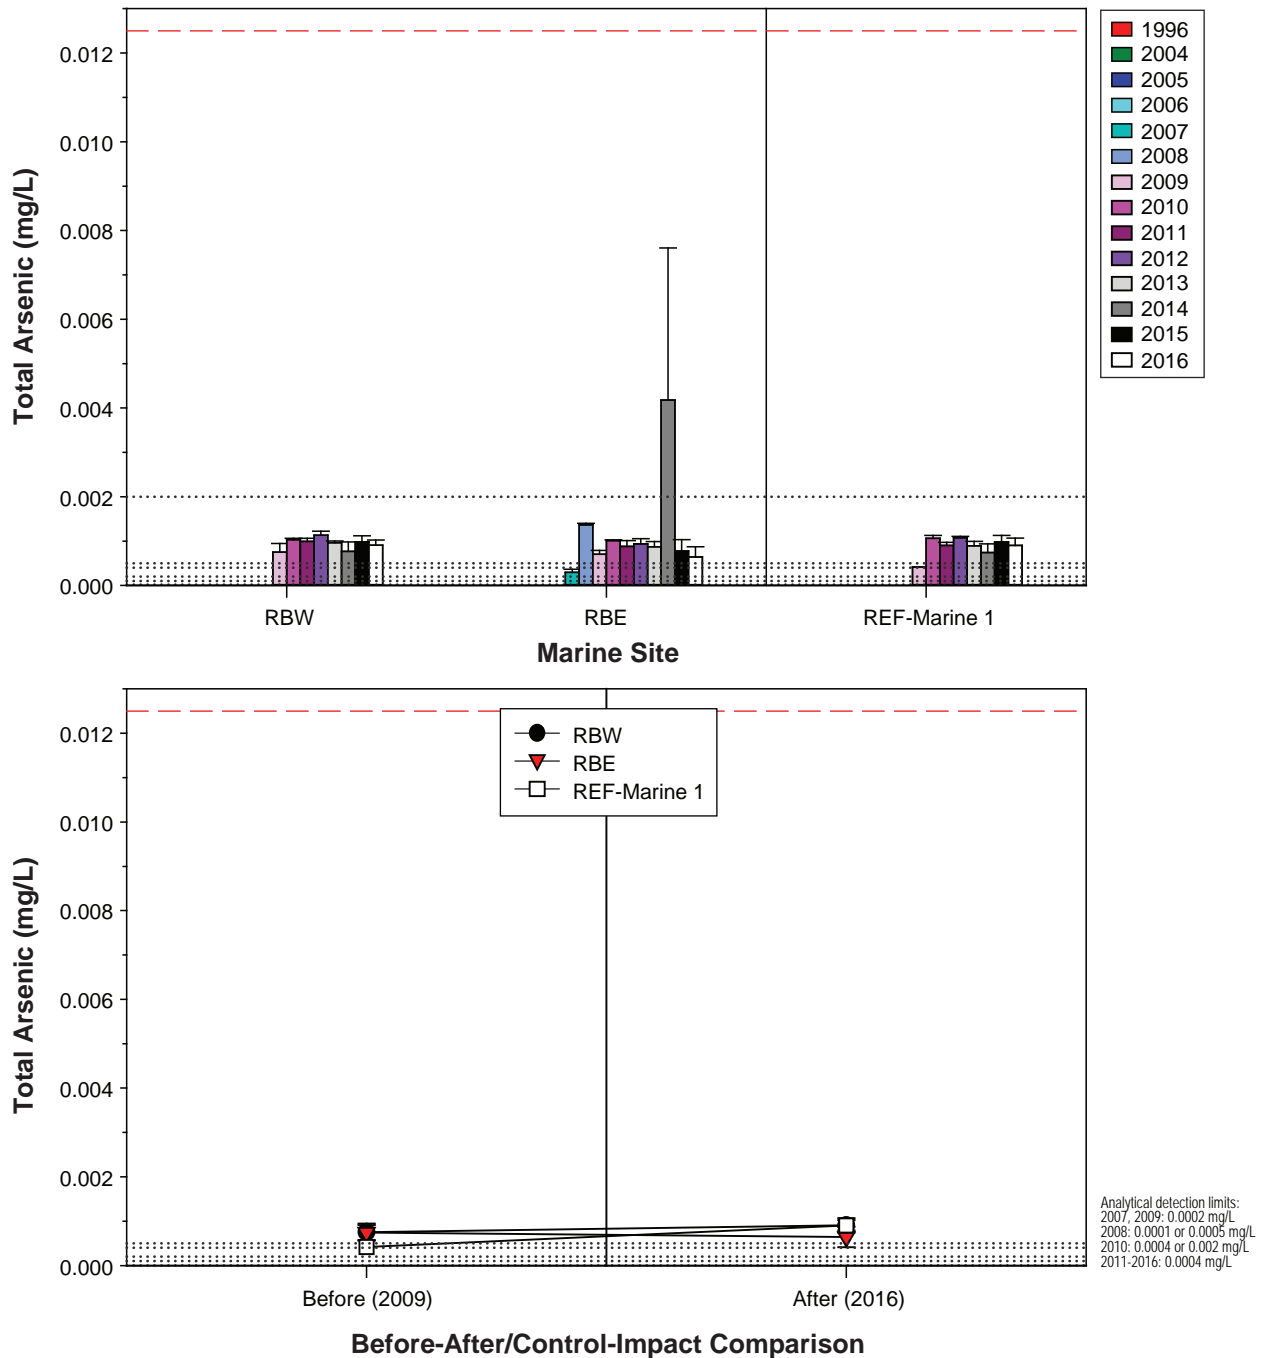 Total Arsenic (mg/L)
0.012
0.010
0.008
0.006
0.004
0.002
0.000
RBW
RBE
REF-Marine 1
Marine Site
1996
2004
2005
2006
2007
2008
2009
2010
2011
2012
2013
2014
2015
2016
Total Arsenic (mg/L)
0.012
0.010
0.008
0.006
0.004
0.002
0.000
RBW
RBE
REF-Marine 1
Before (2009)
After (2016)
Before-After/Control-Impact Comparison
Analytical detection limits:
2007, 2009: 0.0002 mg/L
2008: 0.0001 or 0.0005 mg/L
2010: 0.0004 or 0.002 mg/L
2011-2016: 0.0004 mg/L